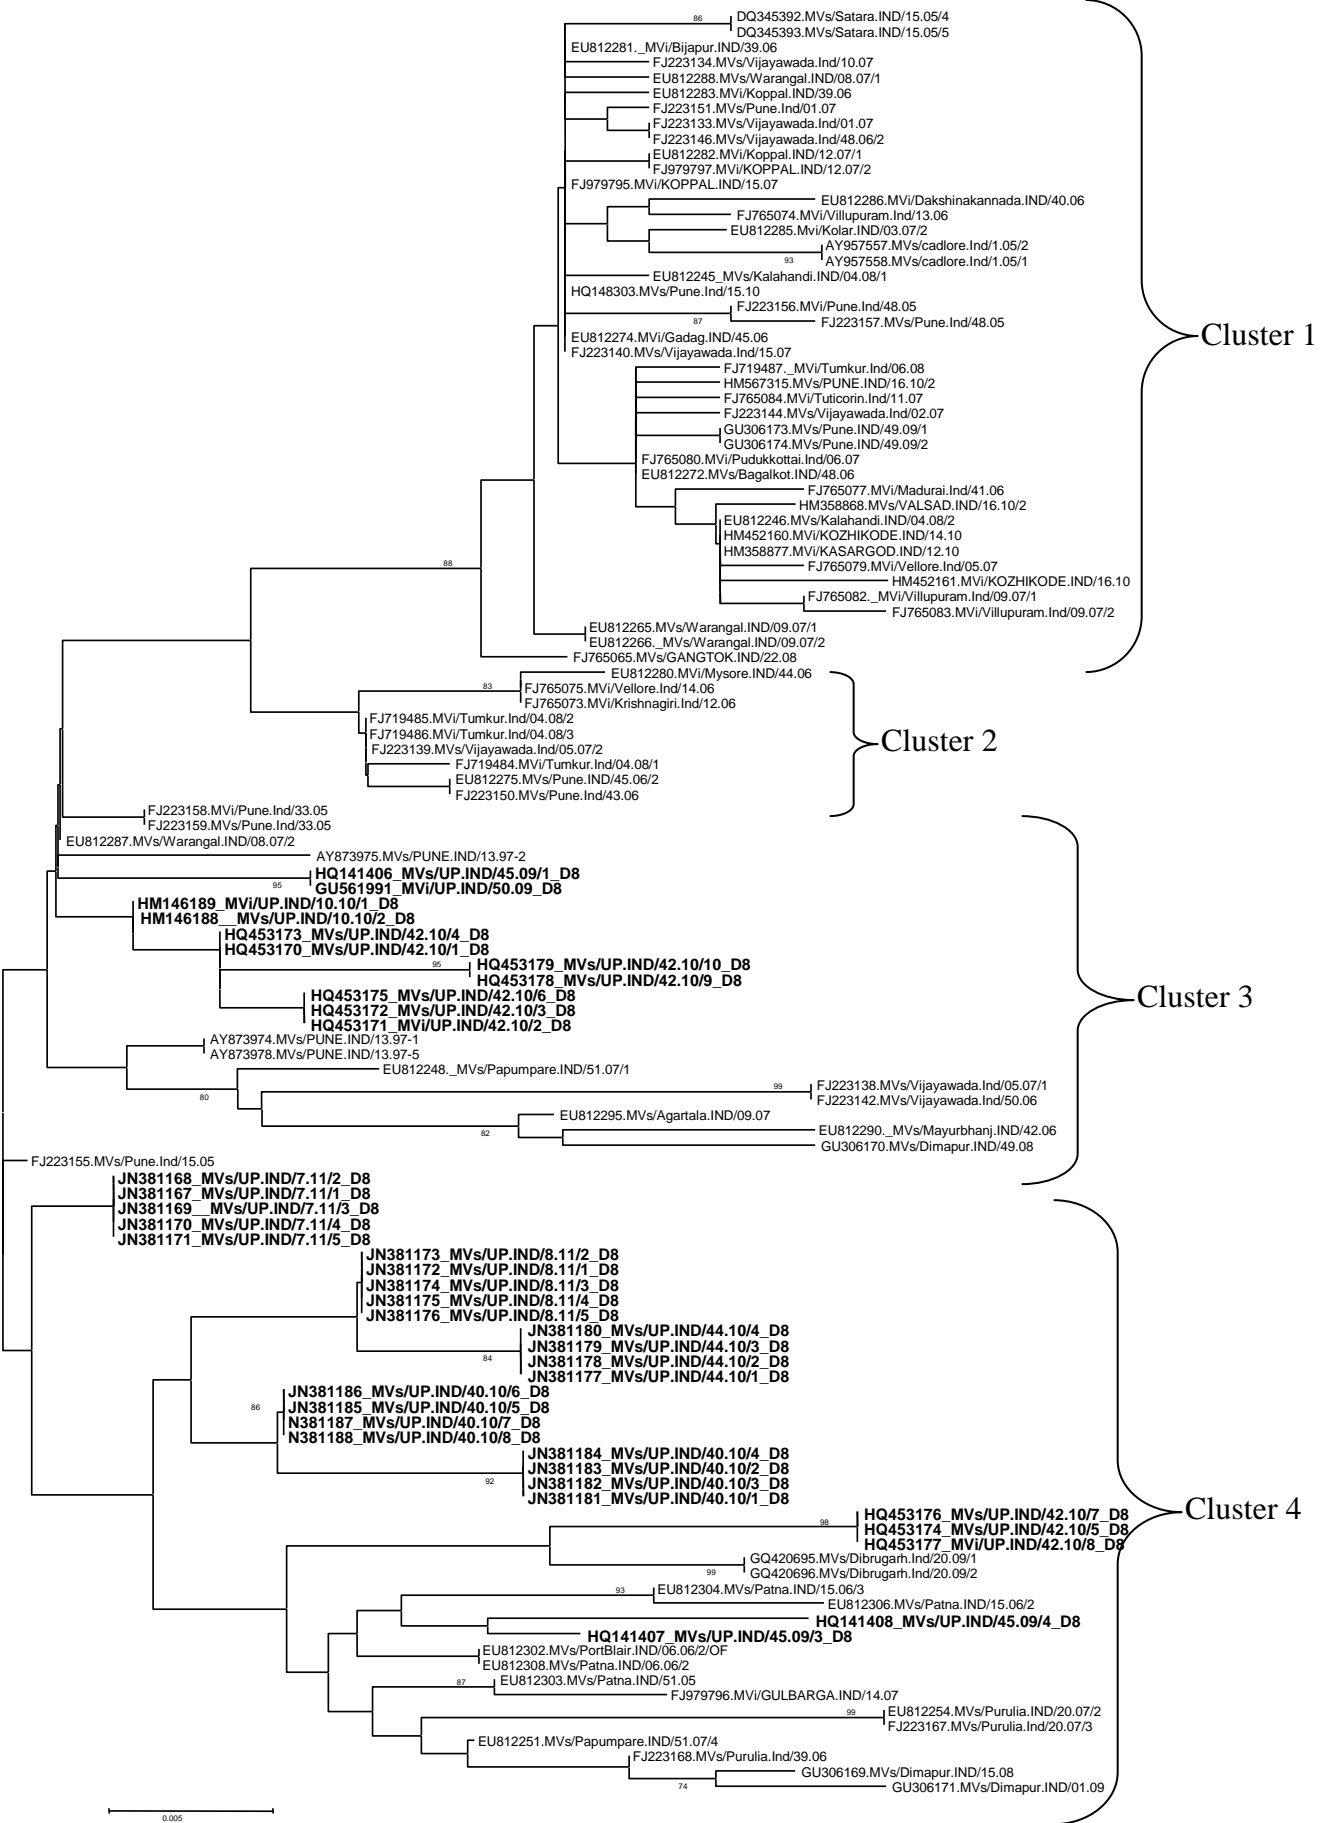 86
DQ345392.MVs/Satara.IND/15.05/4
DQ345393.MVs/Satara.IND/15.05/5
EU812281._MVi/Bijapur.IND/39.06
FJ223134.MVs/Vijayawada.Ind/10.07
EU812288.MVs/Warangal.IND/08.07/1
EU812283.MVi/Koppal.IND/39.06
FJ223151.MVs/Pune.Ind/01.07
FJ223133.MVs/Vijayawada.Ind/01.07
FJ223146.MVs/Vijayawada.Ind/48.06/2
EU812282.MVi/Koppal.IND/12.07/1
FJ979797.MVi/KOPPAL.IND/12.07/2
FJ979795.MVi/KOPPAL.IND/15.07
EU812286.MVi/Dakshinakannada.IND/40.06
FJ765074.MVi/Villupuram.Ind/13.06
EU812285.Mvi/Kolar.IND/03.07/2
AY957557.MVs/cadlore.Ind/1.05/2
93
AY957558.MVs/cadlore.Ind/1.05/1
EU812245_MVs/Kalahandi.IND/04.08/1
HQ148303.MVs/Pune.Ind/15.10
FJ223156.MVi/Pune.Ind/48.05
87
FJ223157.MVs/Pune.Ind/48.05
Cluster 1
EU812274.MVi/Gadag.IND/45.06
FJ223140.MVs/Vijayawada.Ind/15.07
FJ719487._MVi/Tumkur.Ind/06.08
HM567315.MVs/PUNE.IND/16.10/2
FJ765084.MVi/Tuticorin.Ind/11.07
FJ223144.MVs/Vijayawada.Ind/02.07
GU306173.MVs/Pune.IND/49.09/1
GU306174.MVs/Pune.IND/49.09/2
FJ765080.MVi/Pudukkottai.Ind/06.07
EU812272.MVs/Bagalkot.IND/48.06
FJ765077.MVi/Madurai.Ind/41.06
HM358868.MVs/VALSAD.IND/16.10/2
EU812246.MVs/Kalahandi.IND/04.08/2
HM452160.MVi/KOZHIKODE.IND/14.10
HM358877.MVi/KASARGOD.IND/12.10
88
FJ765079.MVi/Vellore.Ind/05.07
HM452161.MVi/KOZHIKODE.IND/16.10
FJ765082._MVi/Villupuram.Ind/09.07/1
FJ765083.MVi/Villupuram.Ind/09.07/2
EU812265.MVs/Warangal.IND/09.07/1
EU812266._MVs/Warangal.IND/09.07/2
FJ765065.MVs/GANGTOK.IND/22.08
EU812280.MVi/Mysore.IND/44.06
83
FJ765075.MVi/Vellore.Ind/14.06
FJ765073.MVi/Krishnagiri.Ind/12.06
FJ719485.MVi/Tumkur.Ind/04.08/2
FJ719486.MVi/Tumkur.Ind/04.08/3
Cluster 2
FJ223139.MVs/Vijayawada.Ind/05.07/2
FJ719484.MVi/Tumkur.Ind/04.08/1
EU812275.MVs/Pune.IND/45.06/2
FJ223150.MVs/Pune.Ind/43.06
FJ223158.MVi/Pune.Ind/33.05
FJ223159.MVs/Pune.Ind/33.05
EU812287.MVs/Warangal.IND/08.07/2
AY873975.MVs/PUNE.IND/13.97-2
HQ141406_MVs/UP.IND/45.09/1_D8
95
GU561991_MVi/UP.IND/50.09_D8
HM146189_MVi/UP.IND/10.10/1_D8
HM146188__MVs/UP.IND/10.10/2_D8
HQ453173_MVs/UP.IND/42.10/4_D8
HQ453170_MVs/UP.IND/42.10/1_D8
95
HQ453179_MVs/UP.IND/42.10/10_D8
HQ453178_MVs/UP.IND/42.10/9_D8
HQ453175_MVs/UP.IND/42.10/6_D8
Cluster 3
HQ453172_MVs/UP.IND/42.10/3_D8
HQ453171_MVi/UP.IND/42.10/2_D8
AY873974.MVs/PUNE.IND/13.97-1
AY873978.MVs/PUNE.IND/13.97-5
EU812248._MVs/Papumpare.IND/51.07/1
99
FJ223138.MVs/Vijayawada.Ind/05.07/1
80
FJ223142.MVs/Vijayawada.Ind/50.06
EU812295.MVs/Agartala.IND/09.07
82
EU812290._MVs/Mayurbhanj.IND/42.06
GU306170.MVs/Dimapur.IND/49.08
FJ223155.MVs/Pune.Ind/15.05
JN381168_MVs/UP.IND/7.11/2_D8
JN381167_MVs/UP.IND/7.11/1_D8
JN381169__MVs/UP.IND/7.11/3_D8
JN381170_MVs/UP.IND/7.11/4_D8
JN381171_MVs/UP.IND/7.11/5_D8
JN381173_MVs/UP.IND/8.11/2_D8
JN381172_MVs/UP.IND/8.11/1_D8
JN381174_MVs/UP.IND/8.11/3_D8
JN381175_MVs/UP.IND/8.11/4_D8
JN381176_MVs/UP.IND/8.11/5_D8
JN381180_MVs/UP.IND/44.10/4_D8
JN381179_MVs/UP.IND/44.10/3_D8
84
JN381178_MVs/UP.IND/44.10/2_D8
JN381177_MVs/UP.IND/44.10/1_D8
JN381186_MVs/UP.IND/40.10/6_D8
86
JN381185_MVs/UP.IND/40.10/5_D8
N381187_MVs/UP.IND/40.10/7_D8
N381188_MVs/UP.IND/40.10/8_D8
JN381184_MVs/UP.IND/40.10/4_D8
JN381183_MVs/UP.IND/40.10/2_D8
92
JN381182_MVs/UP.IND/40.10/3_D8
JN381181_MVs/UP.IND/40.10/1_D8
Cluster 4
98
HQ453176_MVs/UP.IND/42.10/7_D8
HQ453174_MVs/UP.IND/42.10/5_D8
HQ453177_MVi/UP.IND/42.10/8_D8
GQ420695.MVs/Dibrugarh.Ind/20.09/1
99
GQ420696.MVs/Dibrugarh.Ind/20.09/2
93
EU812304.MVs/Patna.IND/15.06/3
EU812306.MVs/Patna.IND/15.06/2
HQ141408_MVs/UP.IND/45.09/4_D8
HQ141407_MVs/UP.IND/45.09/3_D8
EU812302.MVs/PortBlair.IND/06.06/2/OF
EU812308.MVs/Patna.IND/06.06/2
87
EU812303.MVs/Patna.IND/51.05
FJ979796.MVi/GULBARGA.IND/14.07
99
EU812254.MVs/Purulia.IND/20.07/2
FJ223167.MVs/Purulia.Ind/20.07/3
EU812251.MVs/Papumpare.IND/51.07/4
FJ223168.MVs/Purulia.Ind/39.06
GU306169.MVs/Dimapur.IND/15.08
74
GU306171.MVs/Dimapur.IND/01.09
0.005